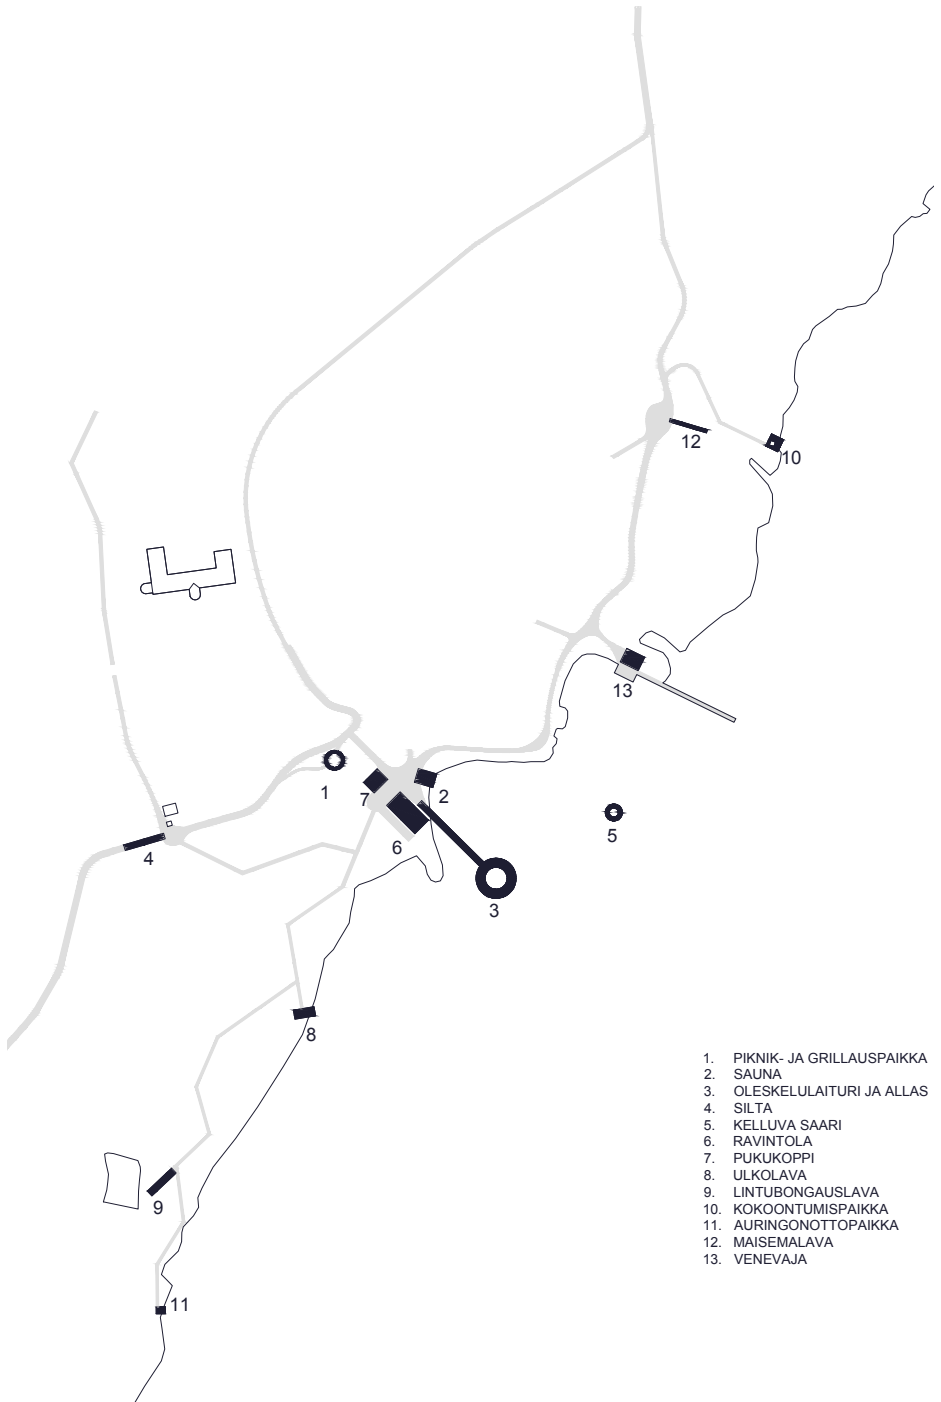 12
10
13
1
2
7
5
6
4
3
8
9
11
1. PIKNIK- JA GRILLAUSPAIKKA
2. SAUNA
3. OLESKELULAITURI JA ALLAS
4. SILTA
5. KELLUVA SAARI
6. RAVINTOLA
7. PUKUKOPPI
8. ULKOLAVA
9. LINTUBONGAUSLAVA
10. KOKOONTUMISPAIKKA
11. AURINGONOTTOPAIKKA
12. MAISEMALAVA
13. VENEVAJA